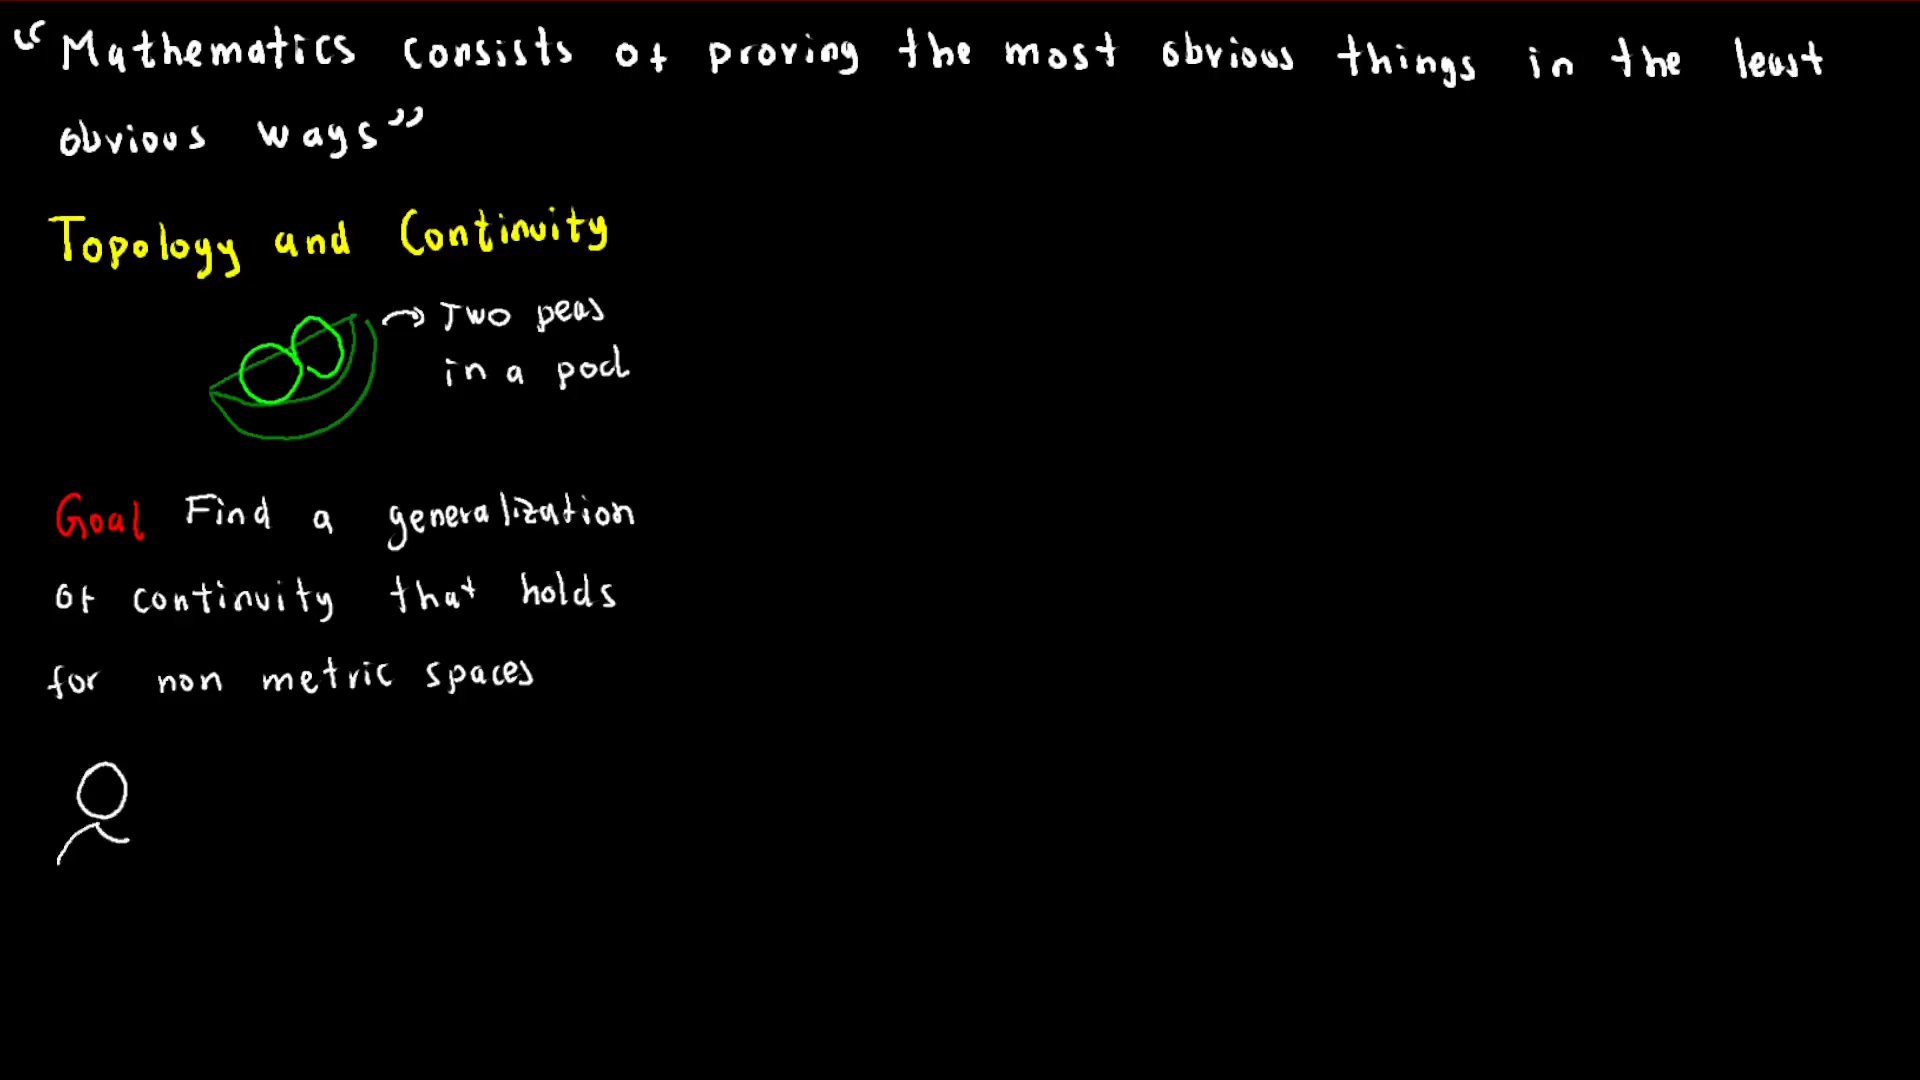 “Mathematics consists of proving the most obvious things in the least
obvious ways”
Topology and Continuity
Two peas
in a pod
Goal Find a generalization
of continuity that holds
for non metric spaces